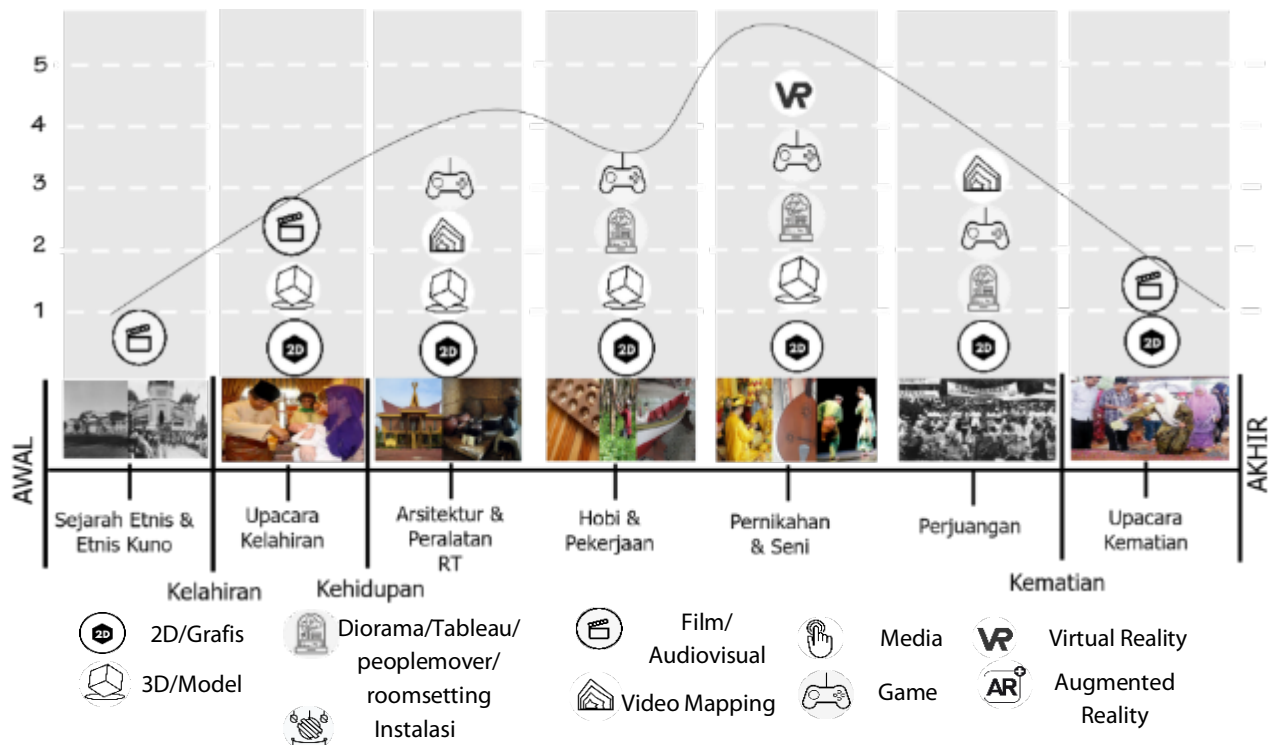 5
4
3
2
1
VR
2D
2D
2D
2D
2D
2D
AWAL
AKHIR
Sejarah Etnis &
Etnis Kuno
Upacara
Kelahiran
Arsitektur &
Peralatan
RT
Hobi &
Pekerjaan
Pernikahan
& Seni
Perjuangan
Upacara
Kematian
Kelahiran
Kehidupan
Kematian
2D
2D/Grafis
3D/Model
Diorama/Tableau/
peoplemover/
roomsetting
Instalasi
Film/
Audiovisual
Video Mapping
Media
Game
VR
Virtual Reality
AR
Augmented
Reality